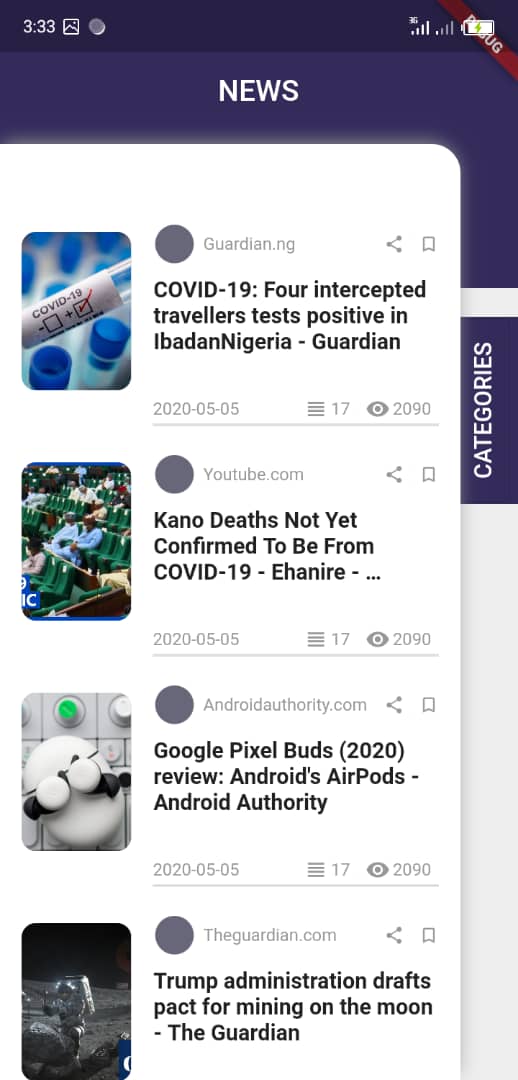 3:33
3G
DEBUG
NEWS
Guardian.ng
COVID-19
- +
COVID-19: Four intercepted
travellers tests positive in
IbadanNigeria - Guardian
2020-05-05 17 2090
CATEGORIES
Youtube.com
Kano Deaths Not Yet
Confirmed To Be From
COVID-19 - Ehanire - …
9
IC
2020-05-05 17 2090
Androidauthority.com
Google Pixel Buds (2020)
review: Android's AirPods -
Android Authority
2020-05-05 17 2090
Theguardian.com
Trump administration drafts
pact for mining on the moon
- The Guardian